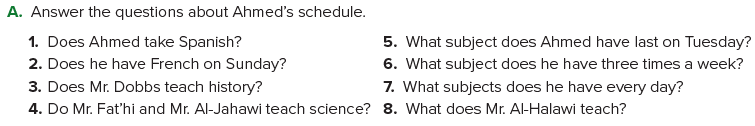 A. Answer the questions about Ahmed's schedule.
1. Does Ahmed take Spanish?
2. Does he have French on Sunday?
3. Does Mr. Dobbs teach history?
4. Do Mr. Fat'hi and Mr. Al-Jahawi teach science?
5. What subject does Ahmed have last on Tuesday?
6. What subject does he have three times a week?
7. What subjects does he have every day?
8. What does Mr. Al-Halawi teach?